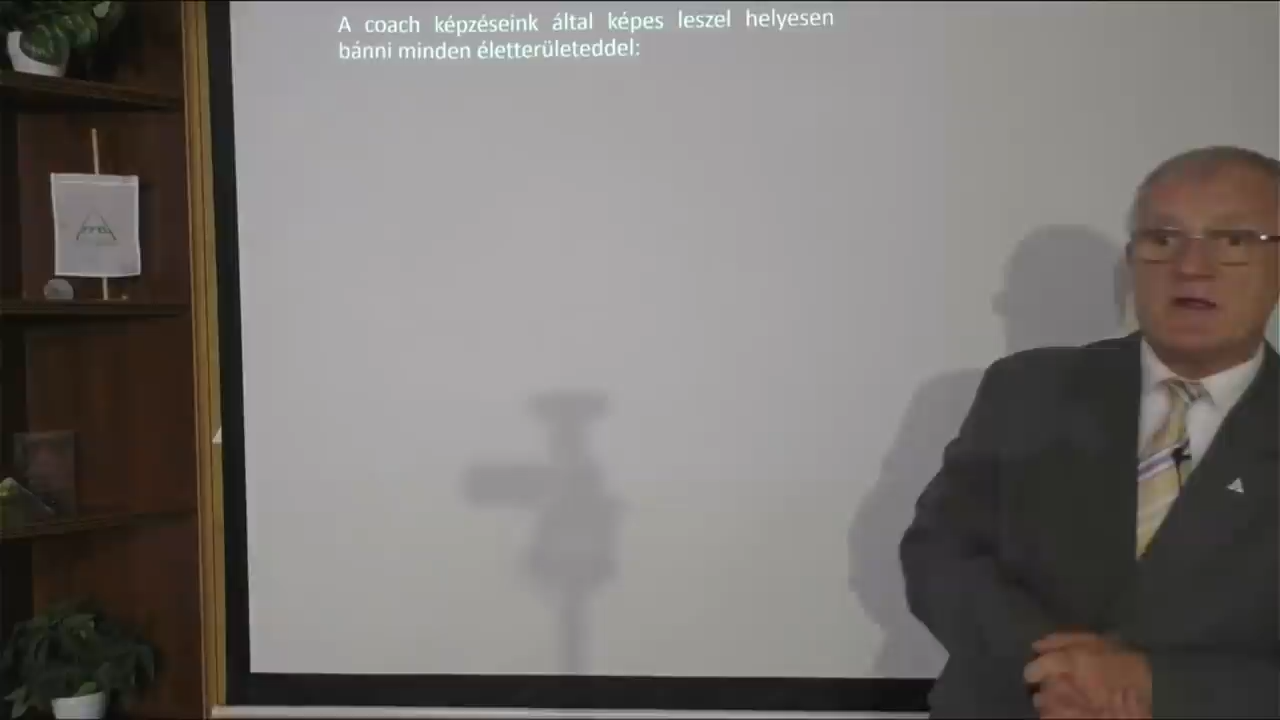 A coach képzéseink által képes leszel helyesen
bánni minden életterületeddel: